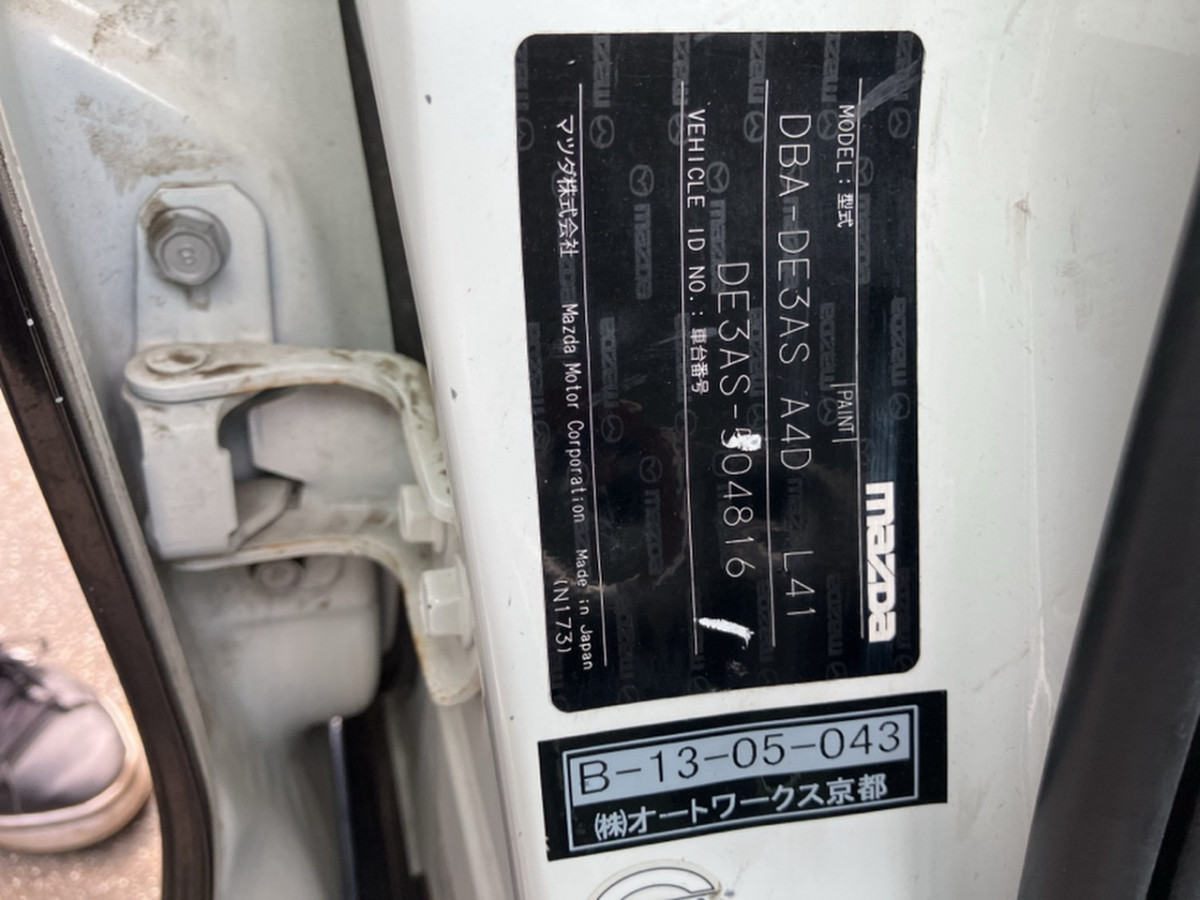 mazda
MODEL:型式 PAINT
DBA-DE3AS A4D L41
VEHICLE ID NO.:車台番号
DE3AS-504816
マツダ株式会社 Mazda Motor Corporation Made in Japan
(N173)
B-13-05-043
(株)オートワークス京都